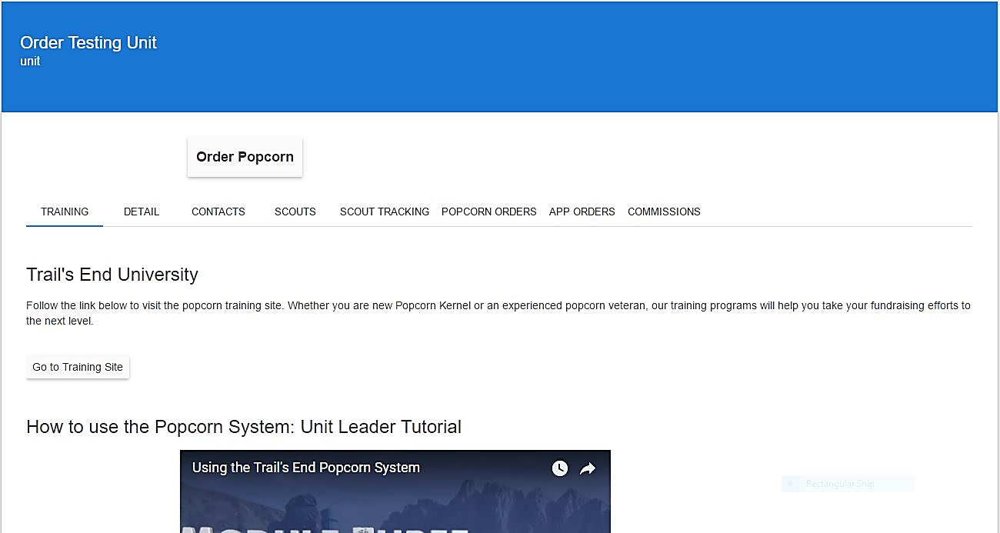 Order Testing Unit
unit
Order Popcorn
TRAINING DETAIL CONTACTS SCOUTS SCOUT TRACKING POPCORN ORDERS APP ORDERS COMMISSIONS
Trail's End University
Follow the link below to visit the popcorn training site. Whether you are new Popcorn Kernel or an experienced popcorn veteran, our training programs will help you take your fundraising efforts to
the next level.
Go to Training Site
How to use the Popcorn System: Unit Leader Tutorial
Using the Trail's End Popcorn System
Rectangular Snip
MODULE THREE